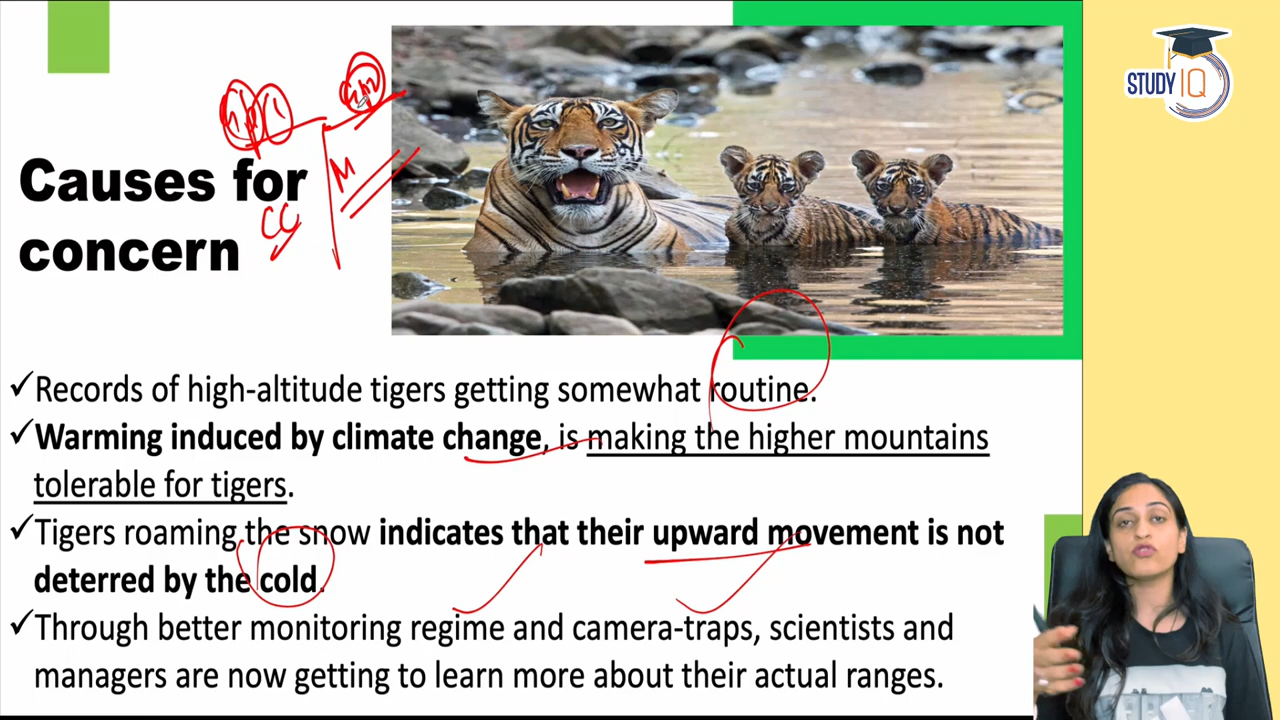 STUDY IQ
Causes for
concern
M
CC
✓Records of high-altitude tigers getting somewhat routine.
✓Warming induced by climate change, is making the higher mountains
tolerable for tigers.
✓Tigers roaming the snow indicates that their upward movement is not
deterred by the cold.
✓Through better monitoring regime and camera-traps, scientists and
managers are now getting to learn more about their actual ranges.